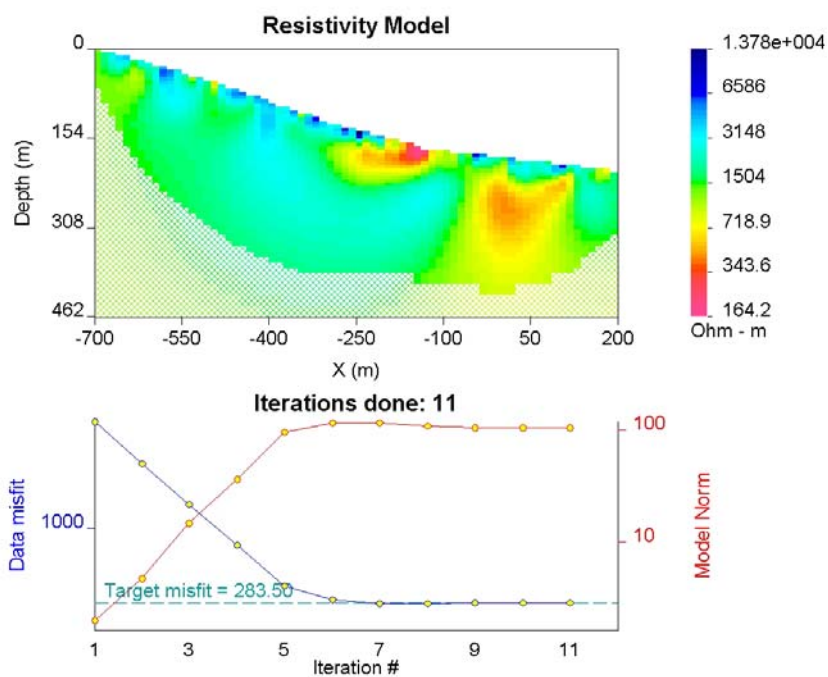 Resistivity Model
0
154
308
462
Depth (m)
-700
-550
-400
-250
-100
50
200
X (m)
1.378e+004
6586
3148
1504
718.9
343.6
164.2
Ohm - m
Iterations done: 11
Data misfit
1000
Target misfit = 283.50
100
10
Model Norm
1
3
5
7
9
11
Iteration #